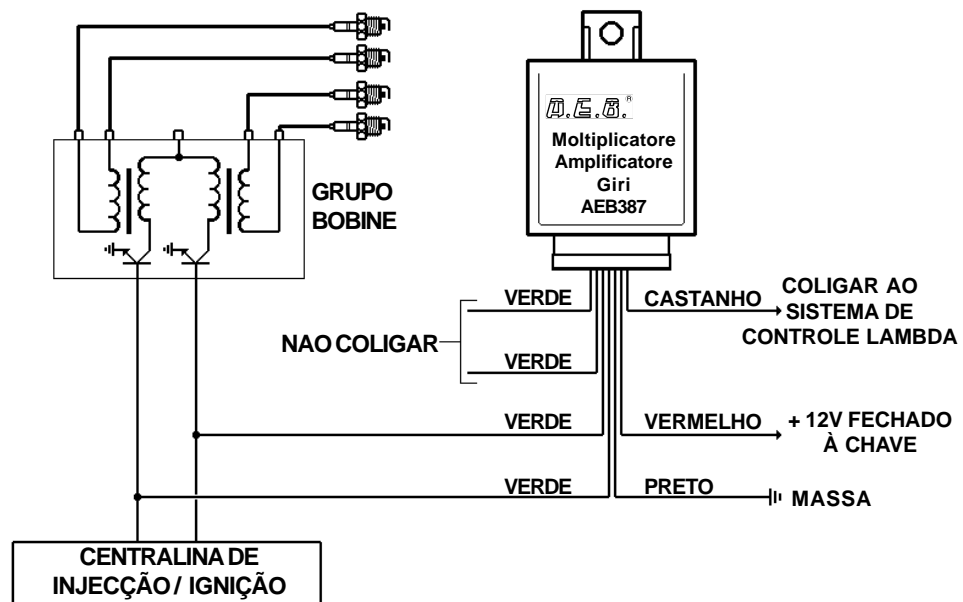 A.E.B.®
Moltiplicatore
Amplificatore
Giri
AEB387
GRUPO
BOBINE
VERDE
CASTANHO
COLIGAR AO
SISTEMA DE
CONTROLE LAMBDA
NAO COLIGAR
VERDE
VERDE
VERMELHO
+ 12V FECHADO
À CHAVE
VERDE
PRETO
MASSA
CENTRALINA DE
INJECÇÃO / IGNIÇÃO